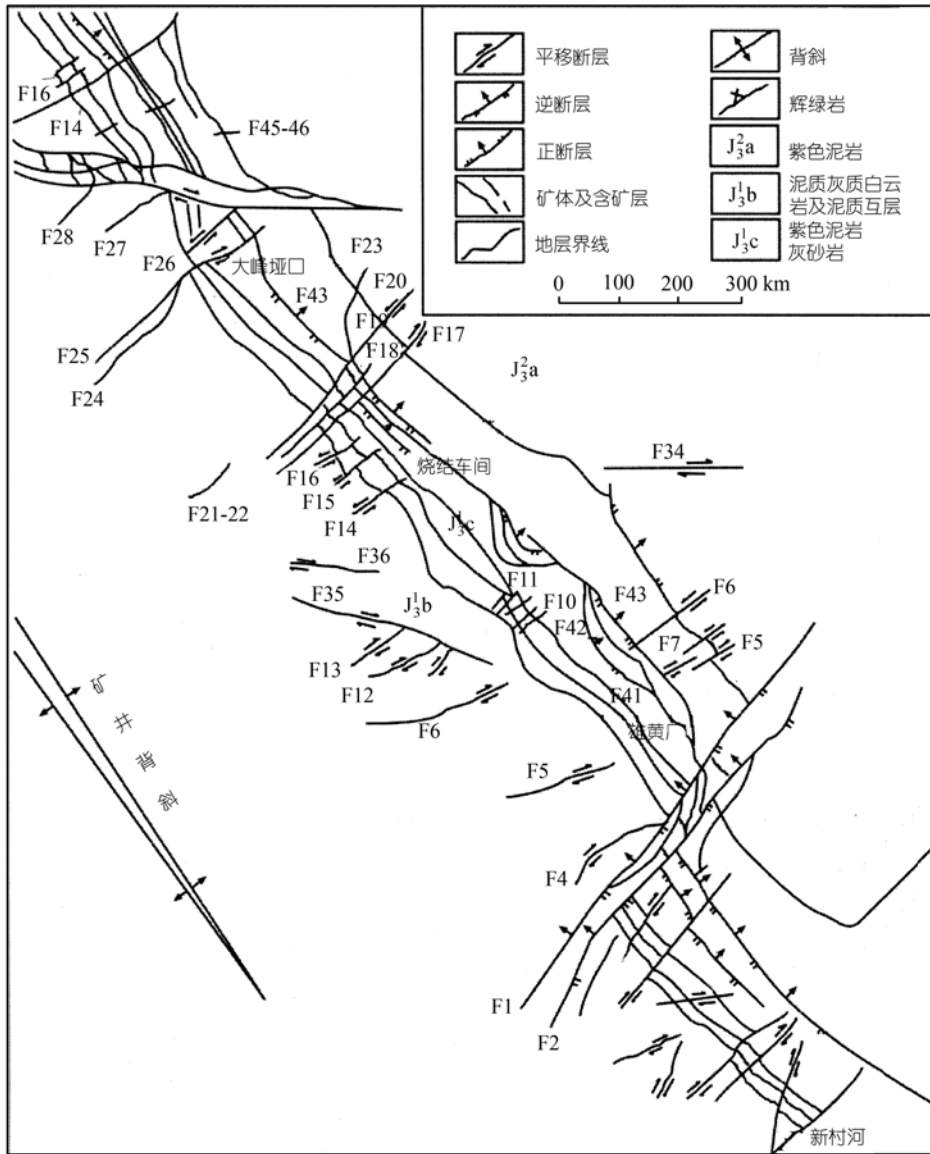 平移断层
逆断层
正断层
矿体及含矿层
地层界线
背斜
辉绿岩
J₃²a 紫色泥岩
J₃¹b 泥质灰质白云
岩及泥质互层
J₃¹c 紫色泥岩
灰砂岩
0 100 200 300 km
F16
F14
F45-46
F28
F27
F26
大峰垭口
F23
F20
F43
F19
F17
F18
F25
F24
J₃²a
F34
烧结车间
F16
F15
F14
F21-22
J₃¹c
F36
F11
F35
J₃¹b
F10
F43
F6
F42
F7
F5
F13
F12
F41
F6
雄黄厂
F5
矿井背斜
F4
F1
F2
新村河